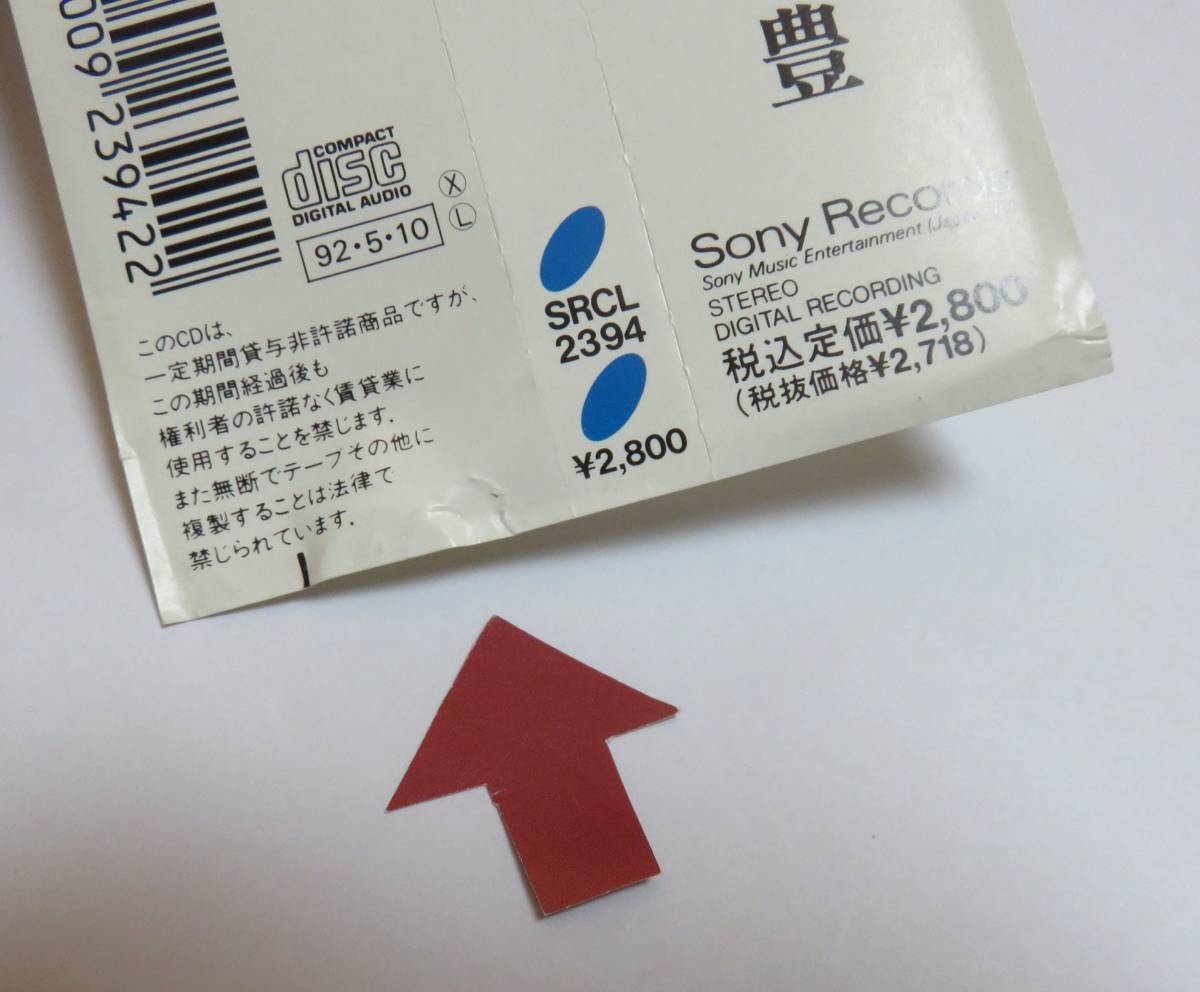 009 239422
COMPACT
disc
DIGITAL AUDIO
X
L
92・5・10
このCDは、
一定期間貸与非許諾商品ですが、
この期間経過後も
権利者の許諾なく賃貸業に
使用することを禁じます.
また無断でテープその他に
複製することは法律で
禁じられています.
SRCL
2394
¥2,800
豊
Sony Records
Sony Music Entertainment
STEREO
DIGITAL RECORDING
税込定価¥2,800
(税抜価格¥2,718)